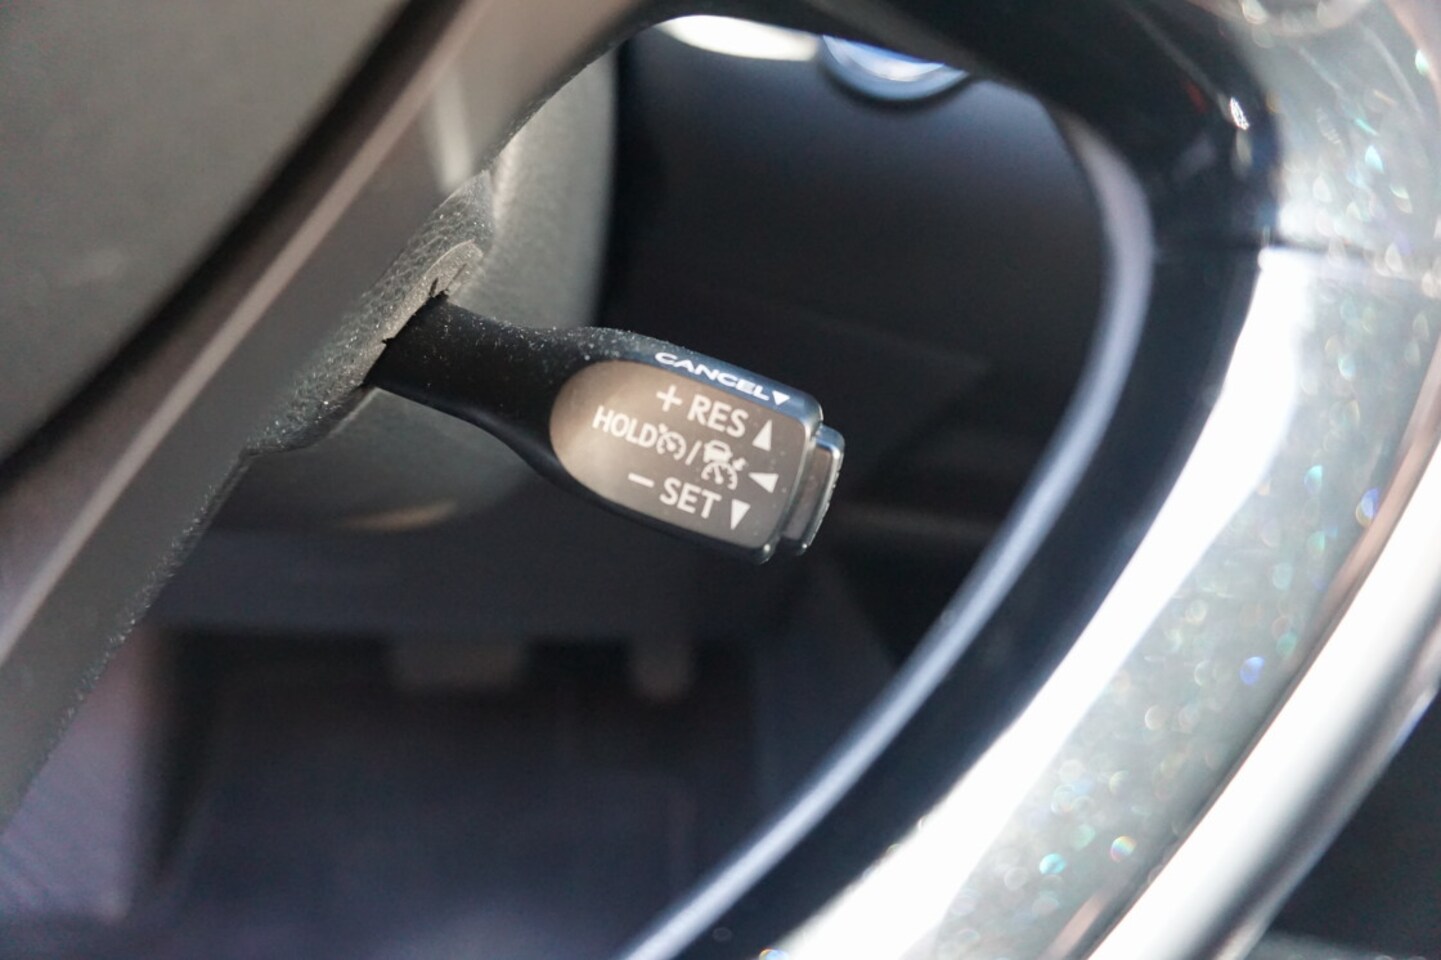 CANCEL▼
+ RES ▲
HOLD / ◀
− SET ▼